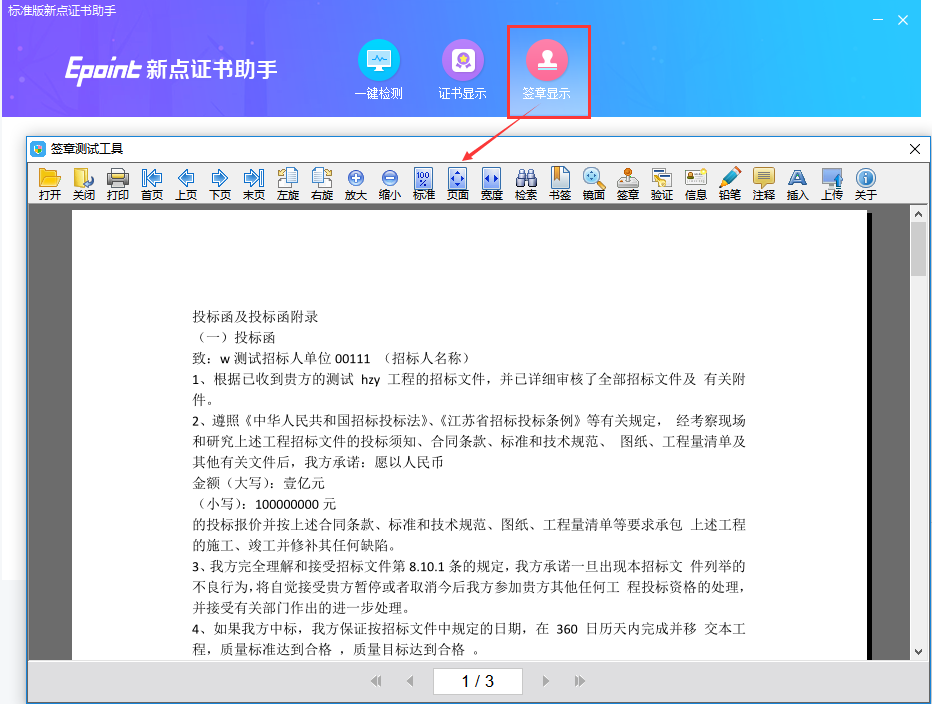 标准版新点证书助手
Epoint 新点证书助手
一键检测 证书显示 签章显示
签章测试工具
打开 关闭 打印 首页 上页 下页 末页 左旋 右旋 放大 缩小 标准 页面 宽度 检索 书签 镜面 签章 验证 信息 铅笔 注释 插入 上传 关于
投标函及投标函附录
（一）投标函
致：w 测试招标人单位 00111 （招标人名称）
1、根据已收到贵方的测试 hzy 工程的招标文件，并已详细审核了全部招标文件及 有关附
件。
2、遵照《中华人民共和国招标投标法》、《江苏省招标投标条例》等有关规定， 经考察现场
和研究上述工程招标文件的投标须知、合同条款、标准和技术规范、 图纸、工程量清单及
其他有关文件后，我方承诺：愿以人民币
金额（大写）：壹亿元
（小写）：100000000 元
的投标报价并按上述合同条款、标准和技术规范、图纸、工程量清单等要求承包 上述工程
的施工、竣工并修补其任何缺陷。
3、我方完全理解和接受招标文件第 8.10.1 条的规定，我方承诺一旦出现本招标文 件列举的
不良行为，将自觉接受贵方暂停或者取消今后我方参加贵方其他任何工 程投标资格的处理，
并接受有关部门作出的进一步处理。
4、如果我方中标，我方保证按招标文件中规定的日期，在 360 日历天内完成并移 交本工
程，质量标准达到合格 ，质量目标达到合格 。
1 / 3